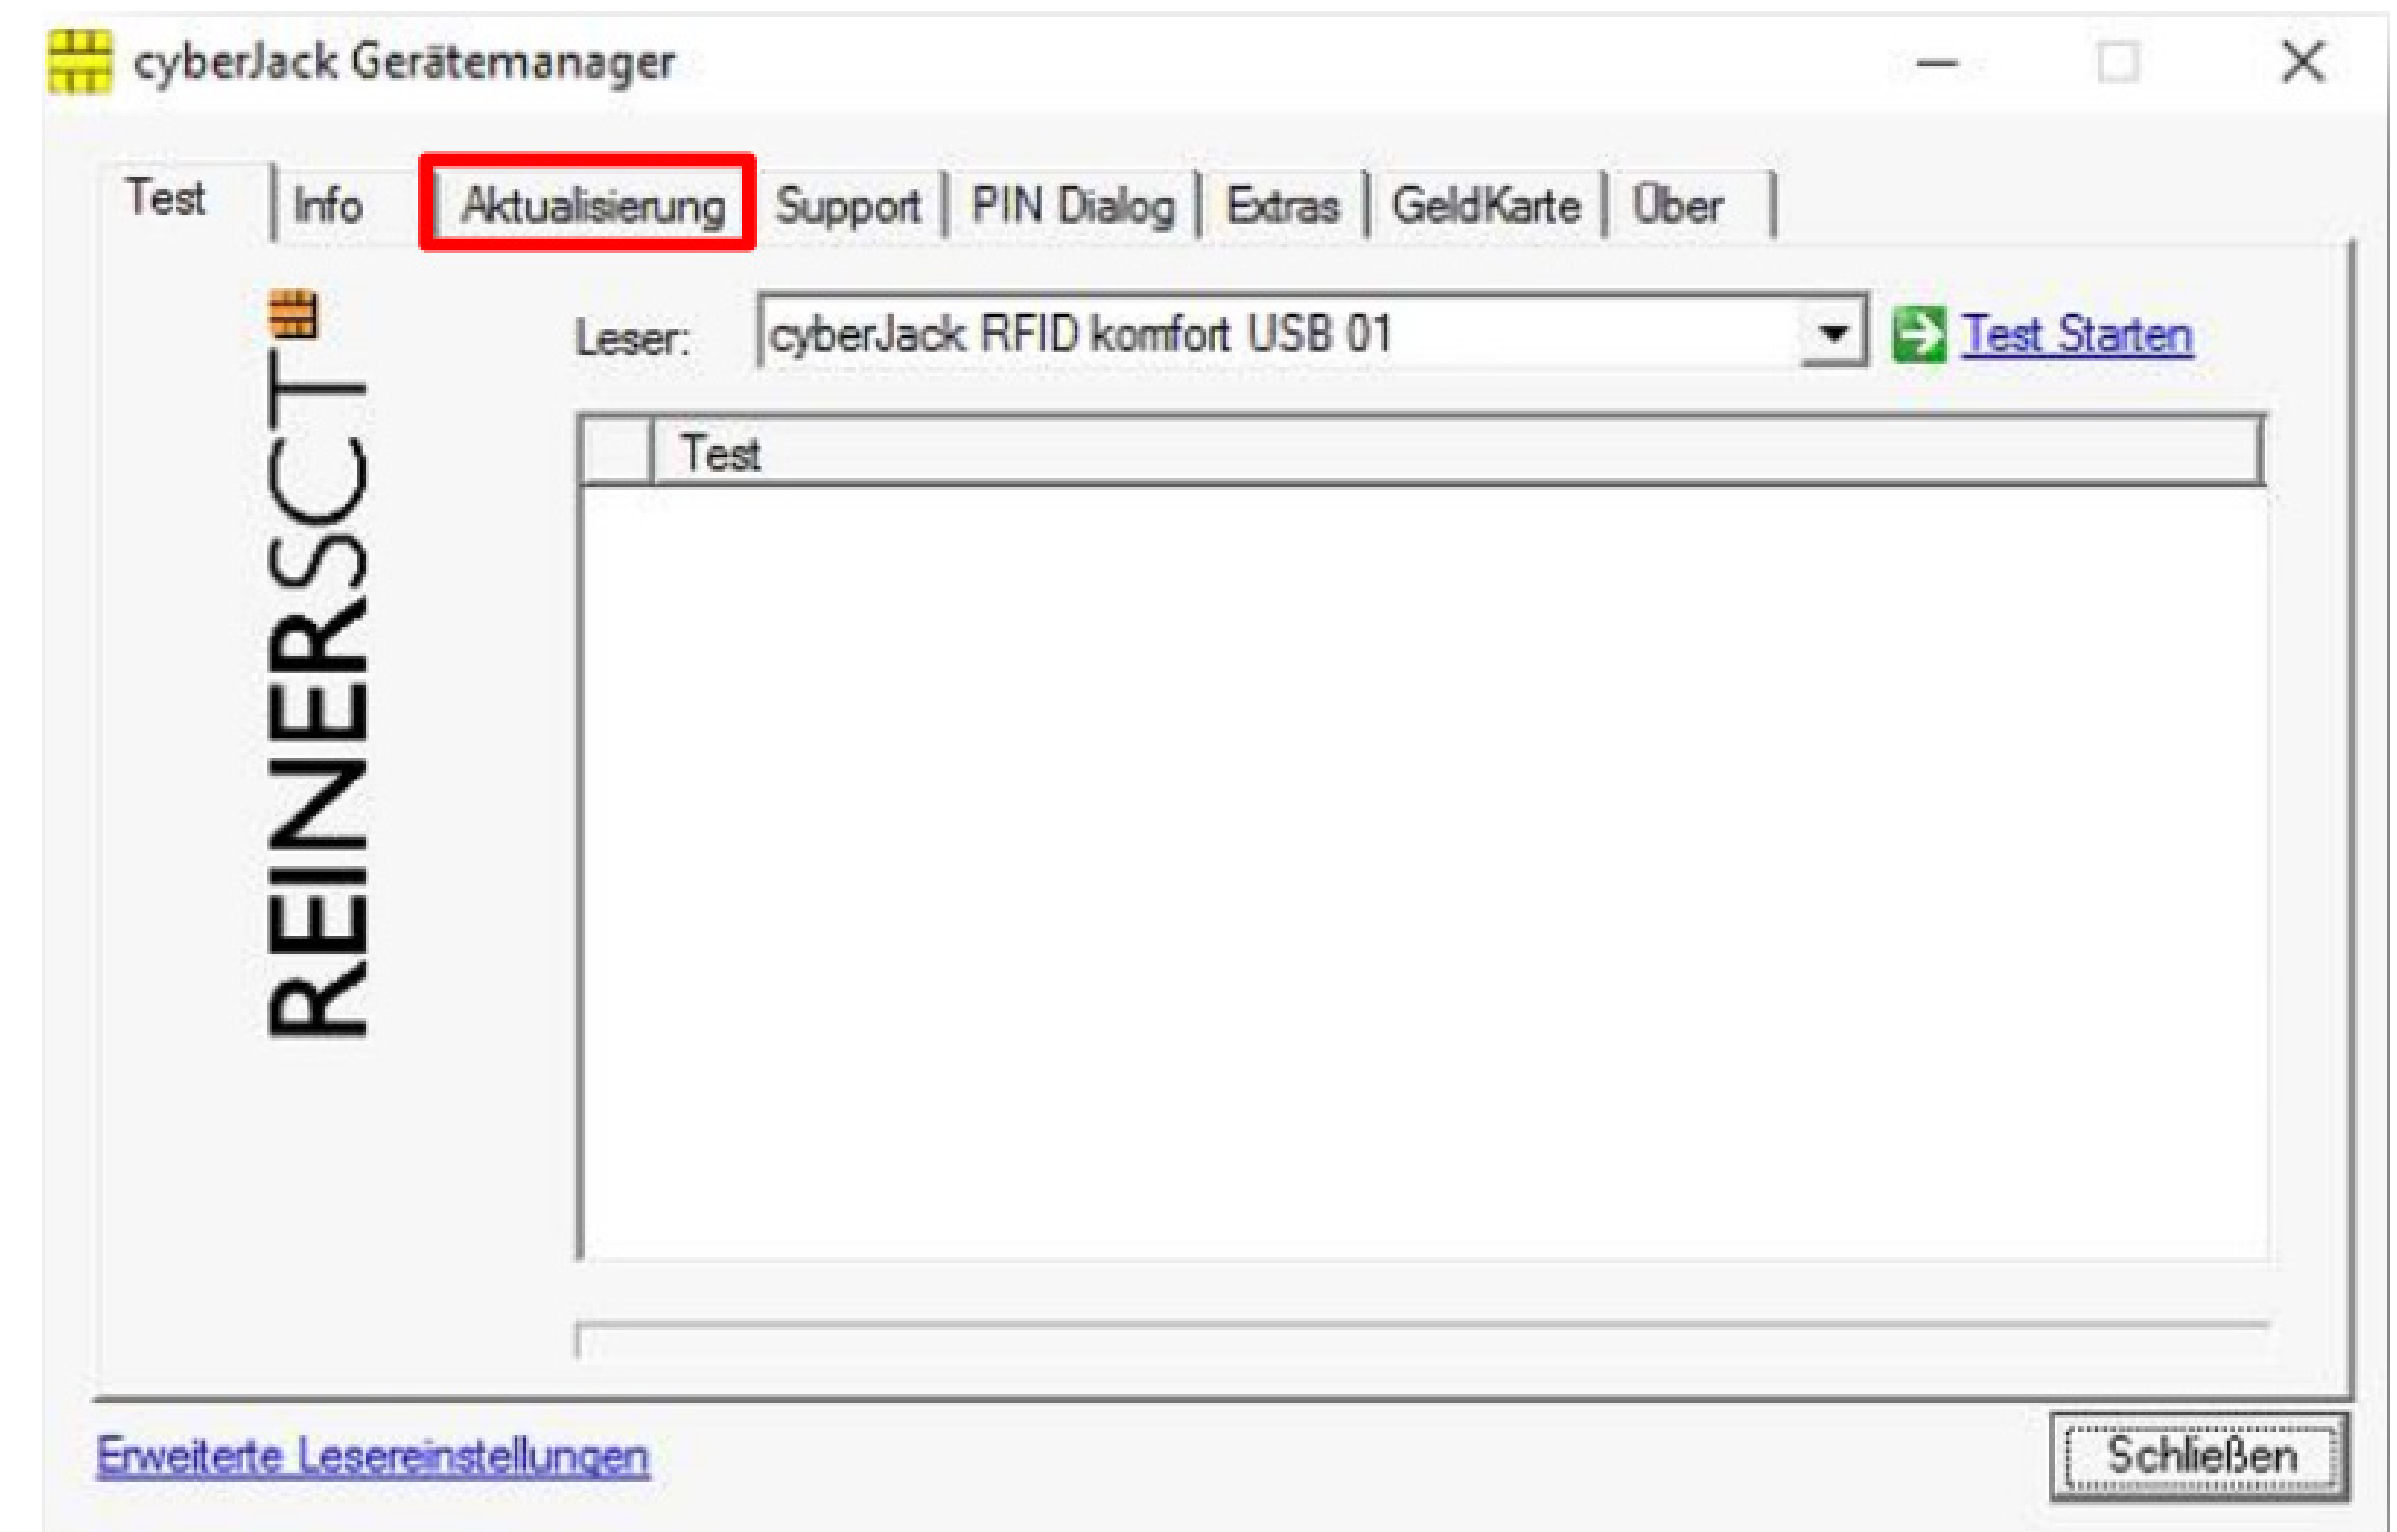 cyberJack Gerätemanager
Test Info Aktualisierung Support PIN Dialog Extras GeldKarte Über
Leser: cyberJack RFID komfort USB 01 Test Starten
Test
REINERSCT
Erweiterte Lesereinstellungen
Schließen